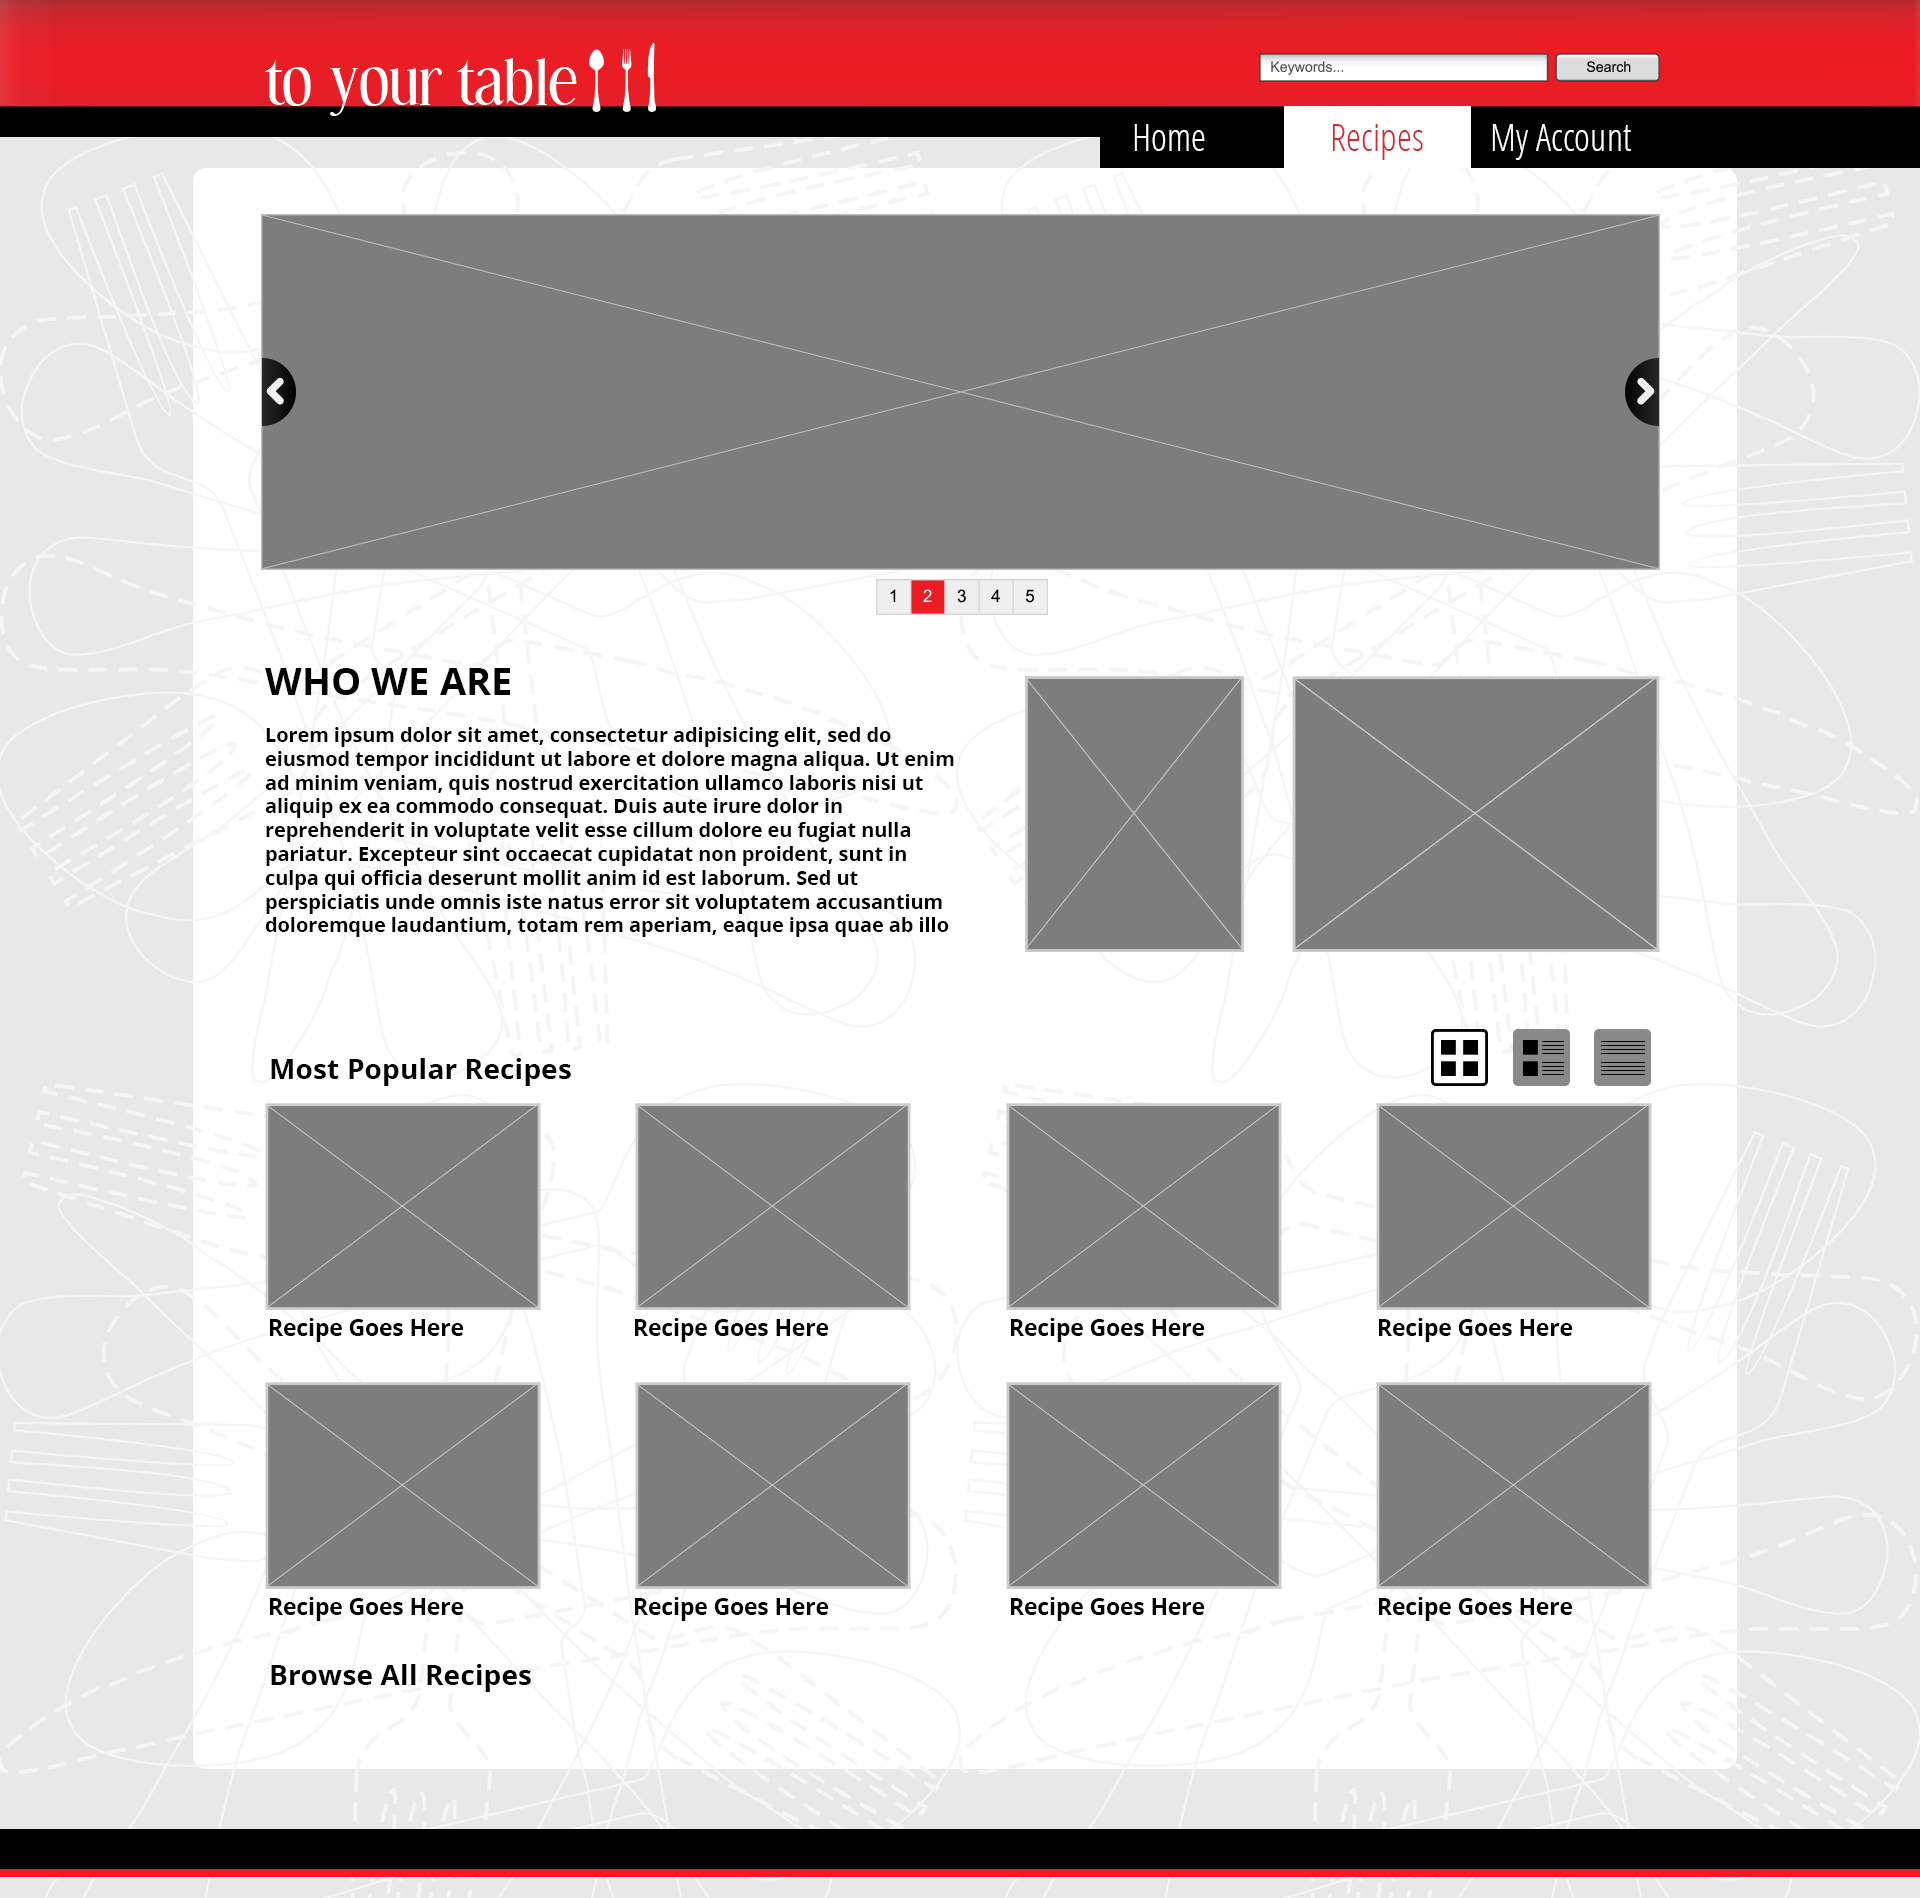 to your table
Keywords...
Search
Home
Recipes
My Account
1 2 3 4 5
WHO WE ARE
Lorem ipsum dolor sit amet, consectetur adipisicing elit, sed do
eiusmod tempor incididunt ut labore et dolore magna aliqua. Ut enim
ad minim veniam, quis nostrud exercitation ullamco laboris nisi ut
aliquip ex ea commodo consequat. Duis aute irure dolor in
reprehenderit in voluptate velit esse cillum dolore eu fugiat nulla
pariatur. Excepteur sint occaecat cupidatat non proident, sunt in
culpa qui officia deserunt mollit anim id est laborum. Sed ut
perspiciatis unde omnis iste natus error sit voluptatem accusantium
doloremque laudantium, totam rem aperiam, eaque ipsa quae ab illo
Most Popular Recipes
Recipe Goes Here
Recipe Goes Here
Recipe Goes Here
Recipe Goes Here
Recipe Goes Here
Recipe Goes Here
Recipe Goes Here
Recipe Goes Here
Browse All Recipes